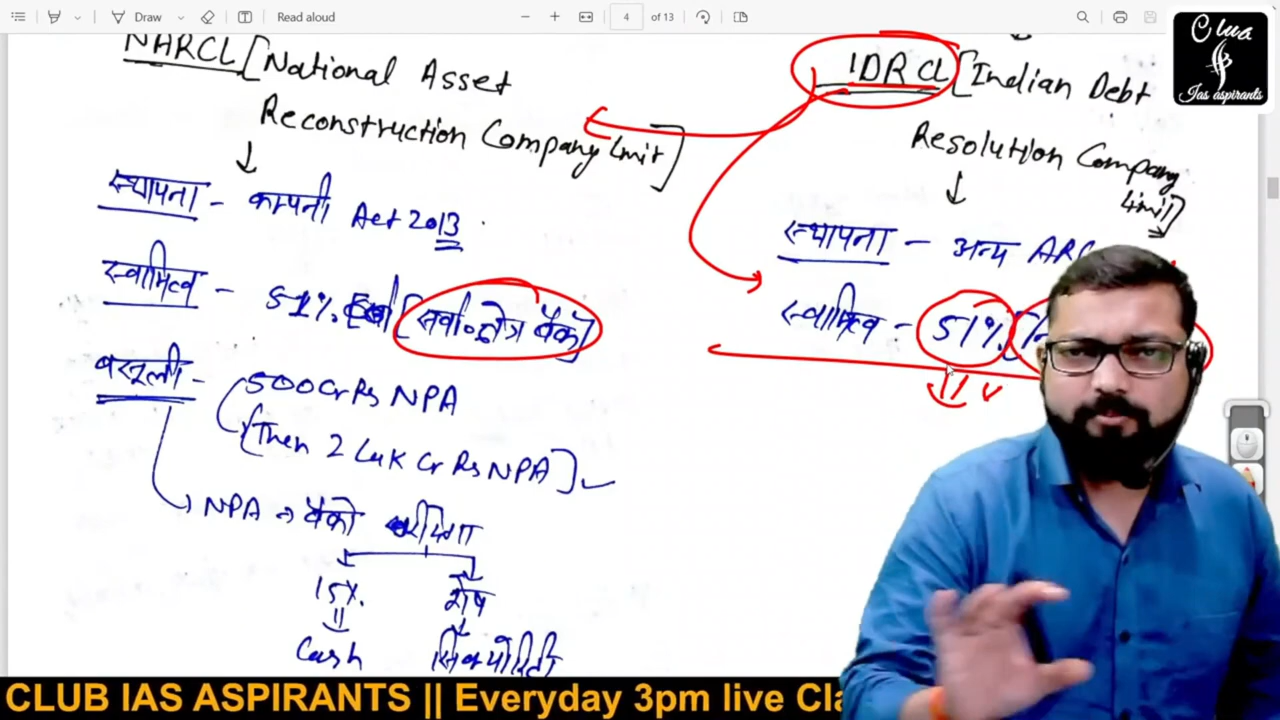 Draw
Read aloud
4 of 13
Club
Ias aspirants
NARCL [National Asset
Reconstruction Company Limit]
स्थापना - कम्पनी Act 2013
स्वामित्व - 51% [सार्व०क्षेत्र बैंको]
वसूली - 500 Cr Rs NPA
[Then 2 Luk Cr Rs NPA]
NPA → बैंको
15% शेष
Cash सिक्योरिटी
IDRCL [Indian Debt
Resolution Company
Limit]
स्थापना - अन्य ARC
स्वामित्व - 51%
CLUB IAS ASPIRANTS || Everyday 3pm live Cla